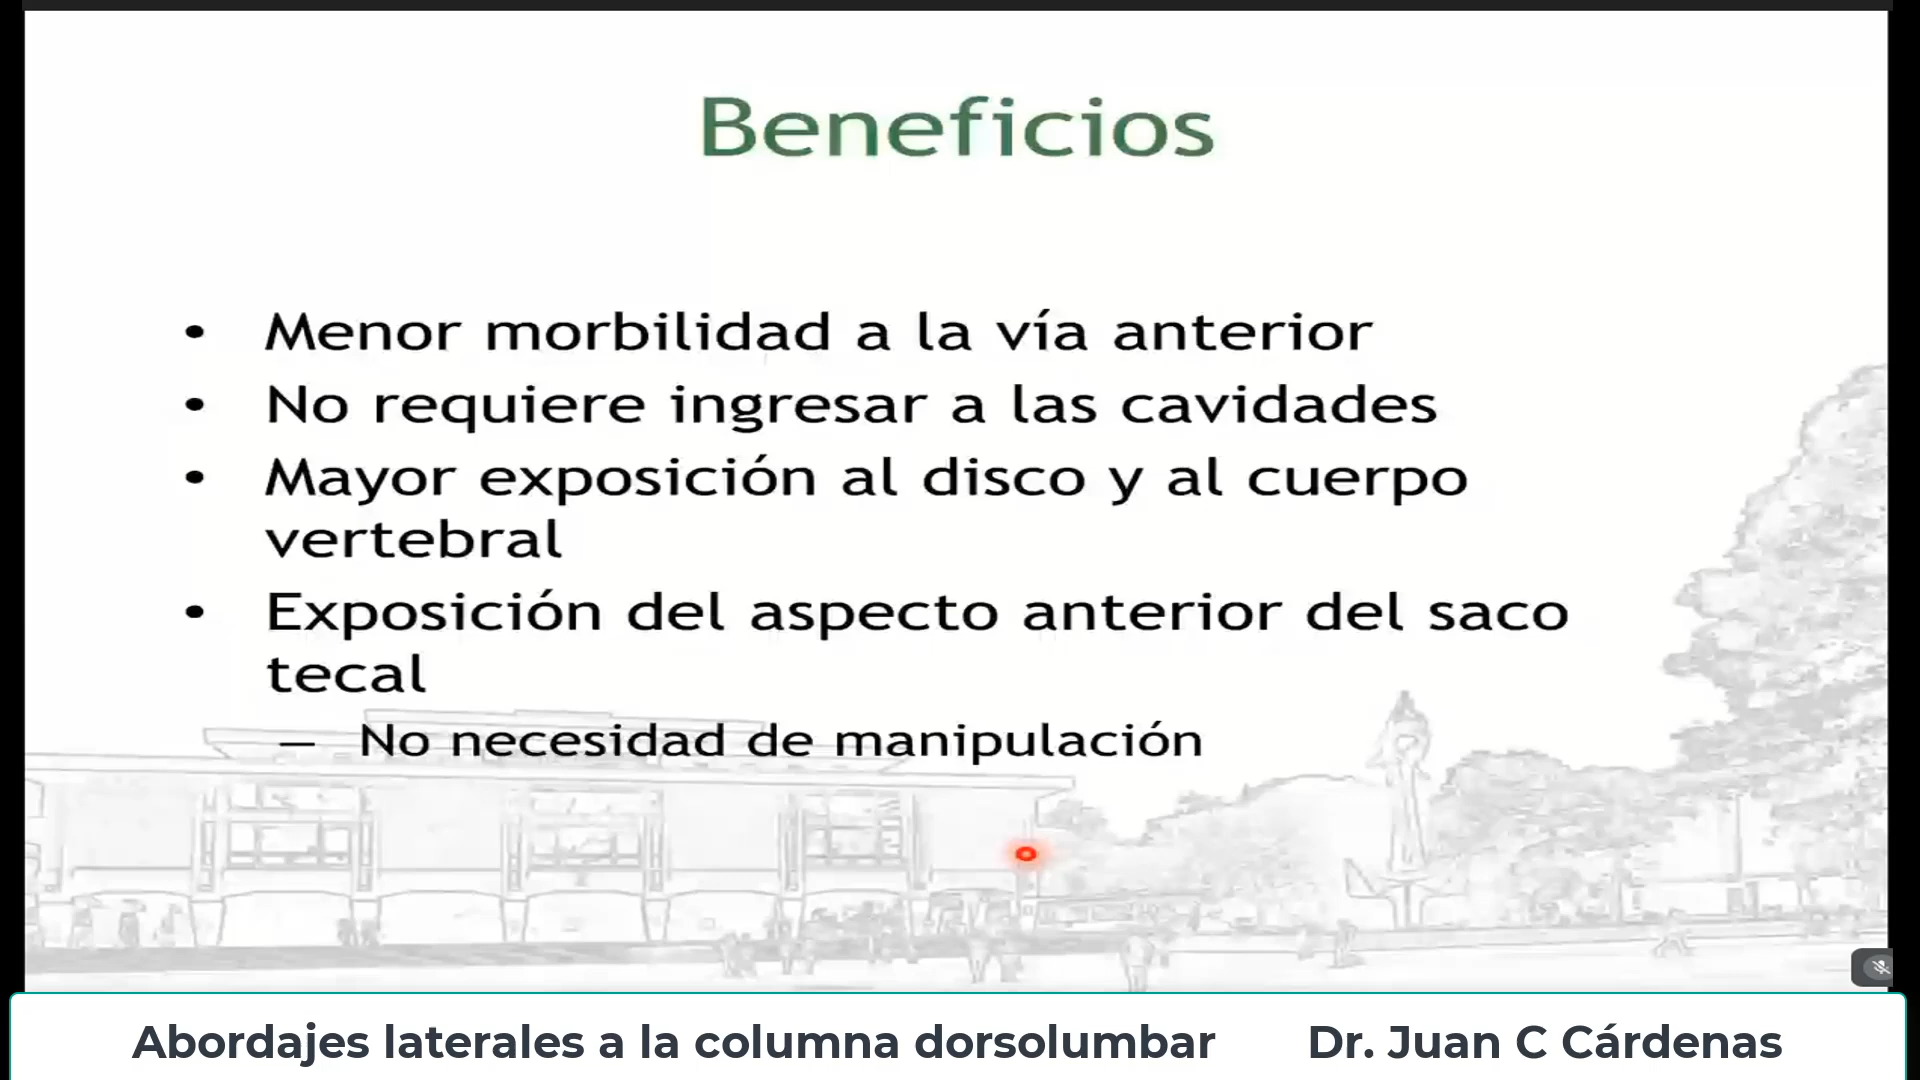 Beneficios
• Menor morbilidad a la vía anterior
• No requiere ingresar a las cavidades
• Mayor exposición al disco y al cuerpo
vertebral
• Exposición del aspecto anterior del saco
tecal
– No necesidad de manipulación
Abordajes laterales a la columna dorsolumbar Dr. Juan C Cárdenas